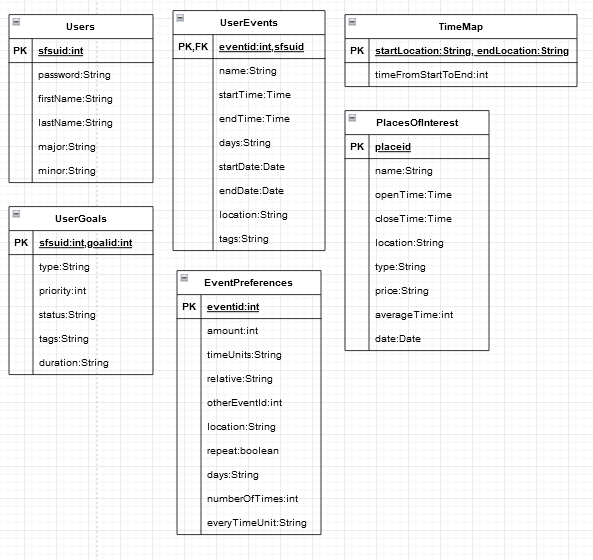 Users
PK sfsuid:int
password:String
firstName:String
lastName:String
major:String
minor:String
UserGoals
PK sfsuid:int,goalid:int
type:String
priority:int
status:String
tags:String
duration:String
UserEvents
PK,FK eventid:int,sfsuid
name:String
startTime:Time
endTime:Time
days:String
startDate:Date
endDate:Date
location:String
tags:String
EventPreferences
PK eventid:int
amount:int
timeUnits:String
relative:String
otherEventId:int
location:String
repeat:boolean
days:String
numberOfTimes:int
everyTimeUnit:String
TimeMap
PK startLocation:String, endLocation:String
timeFromStartToEnd:int
PlacesOfInterest
PK placeid
name:String
openTime:Time
closeTime:Time
location:String
type:String
price:String
averageTime:int
date:Date